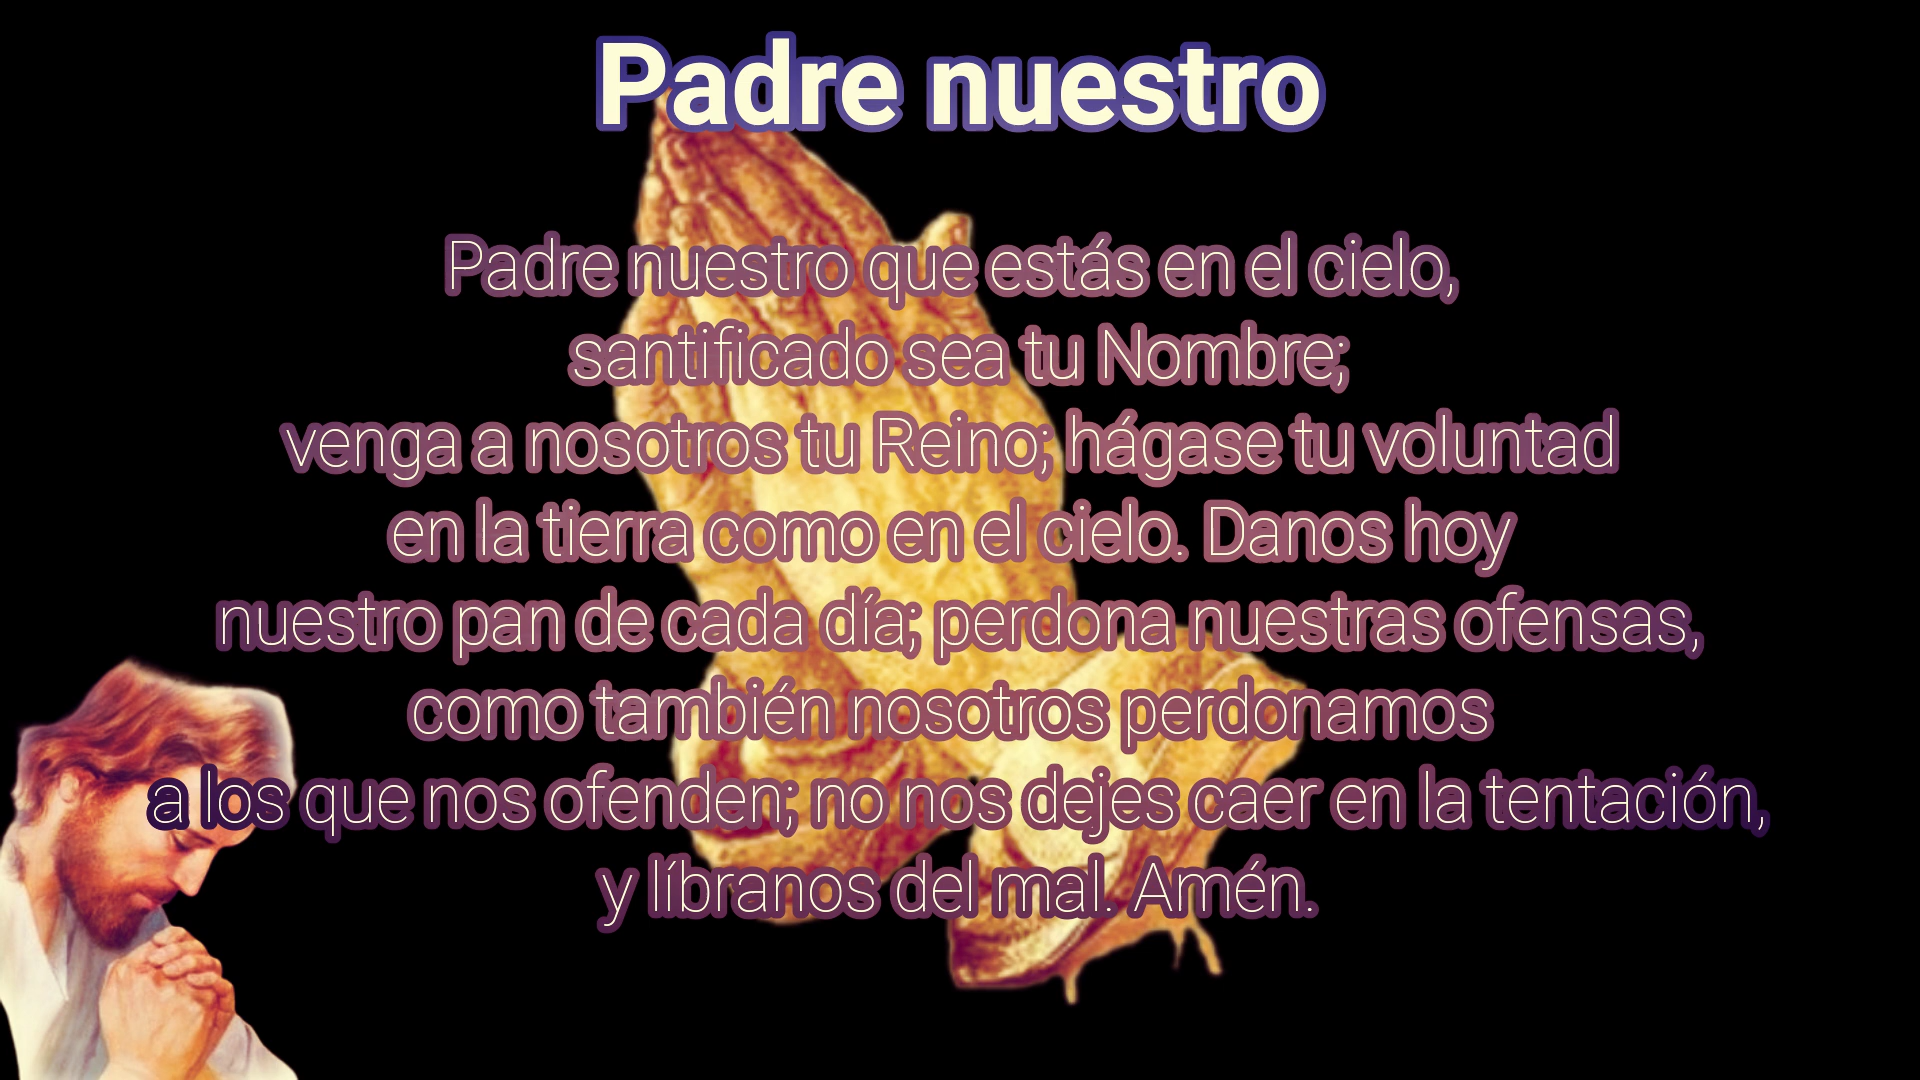 Padre nuestro
Padre nuestro que estás en el cielo,
santificado sea tu Nombre;
venga a nosotros tu Reino; hágase tu voluntad
en la tierra como en el cielo. Danos hoy
nuestro pan de cada día; perdona nuestras ofensas,
como también nosotros perdonamos
a los que nos ofenden; no nos dejes caer en la tentación,
y líbranos del mal. Amén.